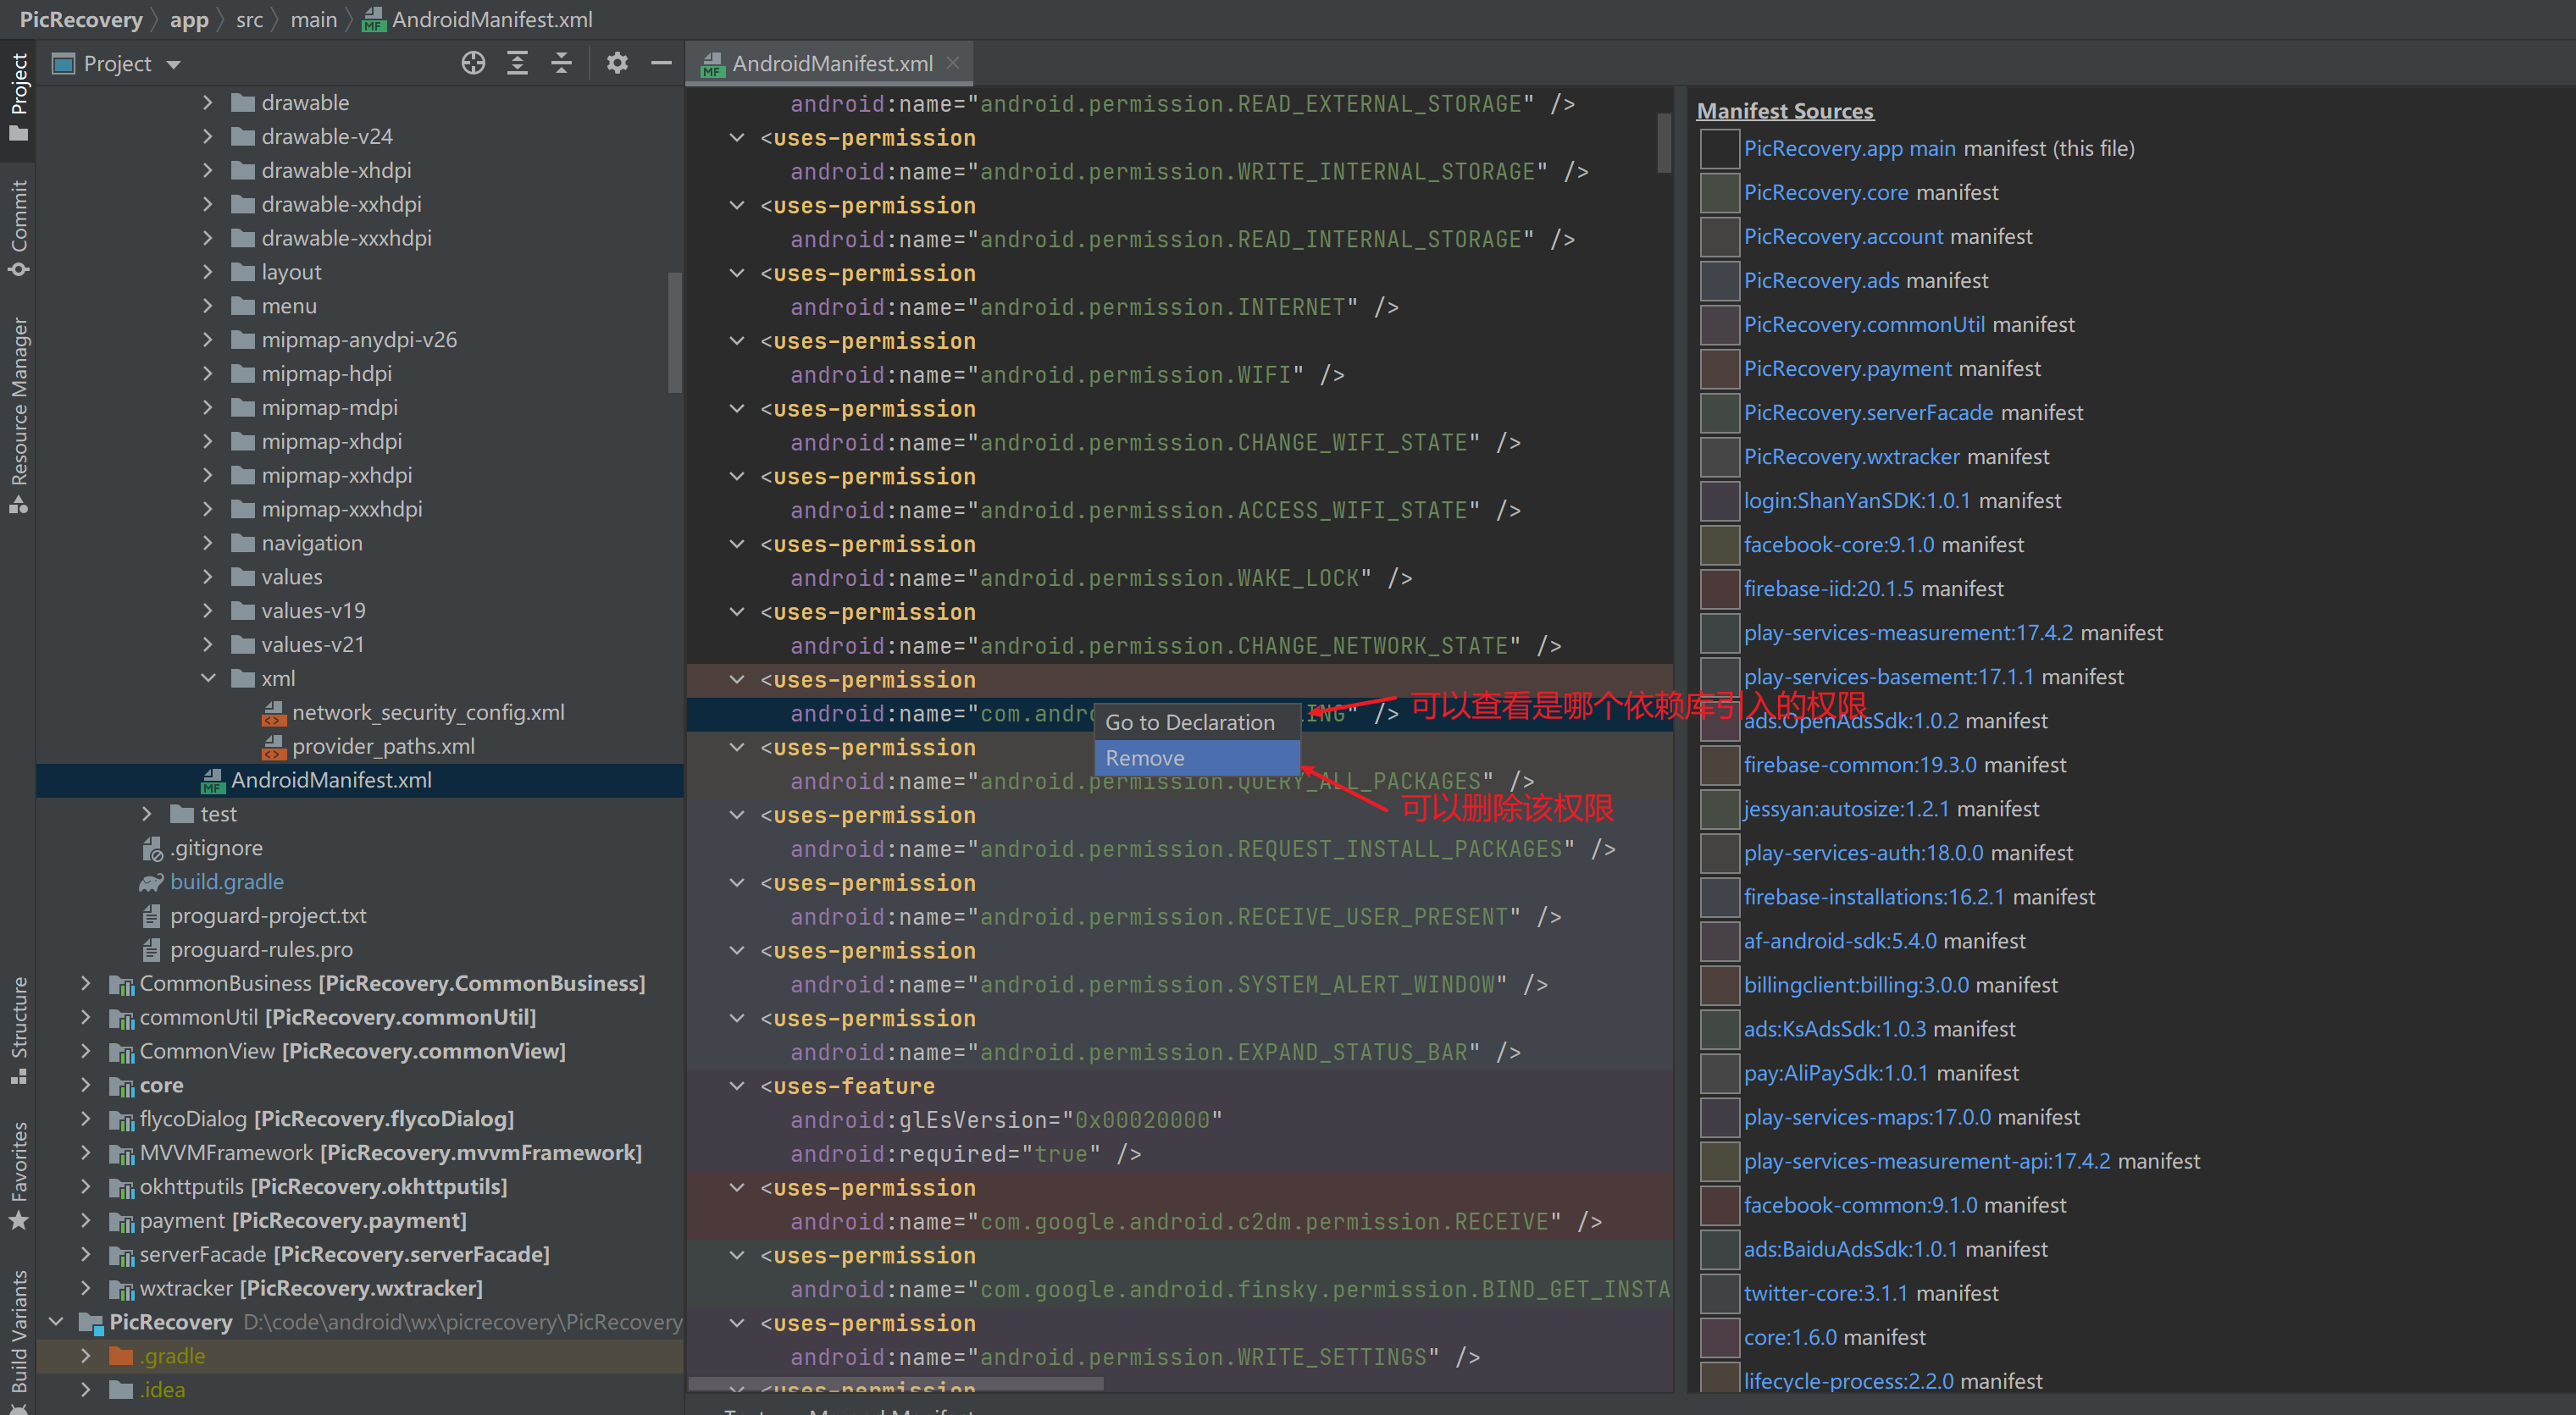 PicRecovery app src main AndroidManifest.xml
Project
Commit
Resource Manager
Structure
Favorites
Build Variants
Project
drawable
drawable-v24
drawable-xhdpi
drawable-xxhdpi
drawable-xxxhdpi
layout
menu
mipmap-anydpi-v26
mipmap-hdpi
mipmap-mdpi
mipmap-xhdpi
mipmap-xxhdpi
mipmap-xxxhdpi
navigation
values
values-v19
values-v21
xml
network_security_config.xml
provider_paths.xml
AndroidManifest.xml
test
.gitignore
build.gradle
proguard-project.txt
proguard-rules.pro
CommonBusiness [PicRecovery.CommonBusiness]
commonUtil [PicRecovery.commonUtil]
CommonView [PicRecovery.commonView]
core
flycoDialog [PicRecovery.flycoDialog]
MVVMFramework [PicRecovery.mvvmFramework]
okhttputils [PicRecovery.okhttputils]
payment [PicRecovery.payment]
serverFacade [PicRecovery.serverFacade]
wxtracker [PicRecovery.wxtracker]
PicRecovery D:\code\android\wx\picrecovery\PicRecovery
.gradle
.idea
AndroidManifest.xml
android:name="android.permission.READ_EXTERNAL_STORAGE" />
<uses-permission
android:name="android.permission.WRITE_INTERNAL_STORAGE" />
<uses-permission
android:name="android.permission.READ_INTERNAL_STORAGE" />
<uses-permission
android:name="android.permission.INTERNET" />
<uses-permission
android:name="android.permission.WIFI" />
<uses-permission
android:name="android.permission.CHANGE_WIFI_STATE" />
<uses-permission
android:name="android.permission.ACCESS_WIFI_STATE" />
<uses-permission
android:name="android.permission.WAKE_LOCK" />
<uses-permission
android:name="android.permission.CHANGE_NETWORK_STATE" />
<uses-permission
android:name="com.andro ING" />
Go to Declaration
可以查看是哪个依赖库引入的权限
<uses-permission
Remove
android:name="android.permission.QUERY_ALL_PACKAGES" />
可以删除该权限
<uses-permission
android:name="android.permission.REQUEST_INSTALL_PACKAGES" />
<uses-permission
android:name="android.permission.RECEIVE_USER_PRESENT" />
<uses-permission
android:name="android.permission.SYSTEM_ALERT_WINDOW" />
<uses-permission
android:name="android.permission.EXPAND_STATUS_BAR" />
<uses-feature
android:glEsVersion="0x00020000"
android:required="true" />
<uses-permission
android:name="com.google.android.c2dm.permission.RECEIVE" />
<uses-permission
android:name="com.google.android.finsky.permission.BIND_GET_INSTA
<uses-permission
android:name="android.permission.WRITE_SETTINGS" />
<uses-permission
Manifest Sources
PicRecovery.app main manifest (this file)
PicRecovery.core manifest
PicRecovery.account manifest
PicRecovery.ads manifest
PicRecovery.commonUtil manifest
PicRecovery.payment manifest
PicRecovery.serverFacade manifest
PicRecovery.wxtracker manifest
login:ShanYanSDK:1.0.1 manifest
facebook-core:9.1.0 manifest
firebase-iid:20.1.5 manifest
play-services-measurement:17.4.2 manifest
play-services-basement:17.1.1 manifest
ads:OpenAdsSdk:1.0.2 manifest
firebase-common:19.3.0 manifest
jessyan:autosize:1.2.1 manifest
play-services-auth:18.0.0 manifest
firebase-installations:16.2.1 manifest
af-android-sdk:5.4.0 manifest
billingclient:billing:3.0.0 manifest
ads:KsAdsSdk:1.0.3 manifest
pay:AliPaySdk:1.0.1 manifest
play-services-maps:17.0.0 manifest
play-services-measurement-api:17.4.2 manifest
facebook-common:9.1.0 manifest
ads:BaiduAdsSdk:1.0.1 manifest
twitter-core:3.1.1 manifest
core:1.6.0 manifest
lifecycle-process:2.2.0 manifest